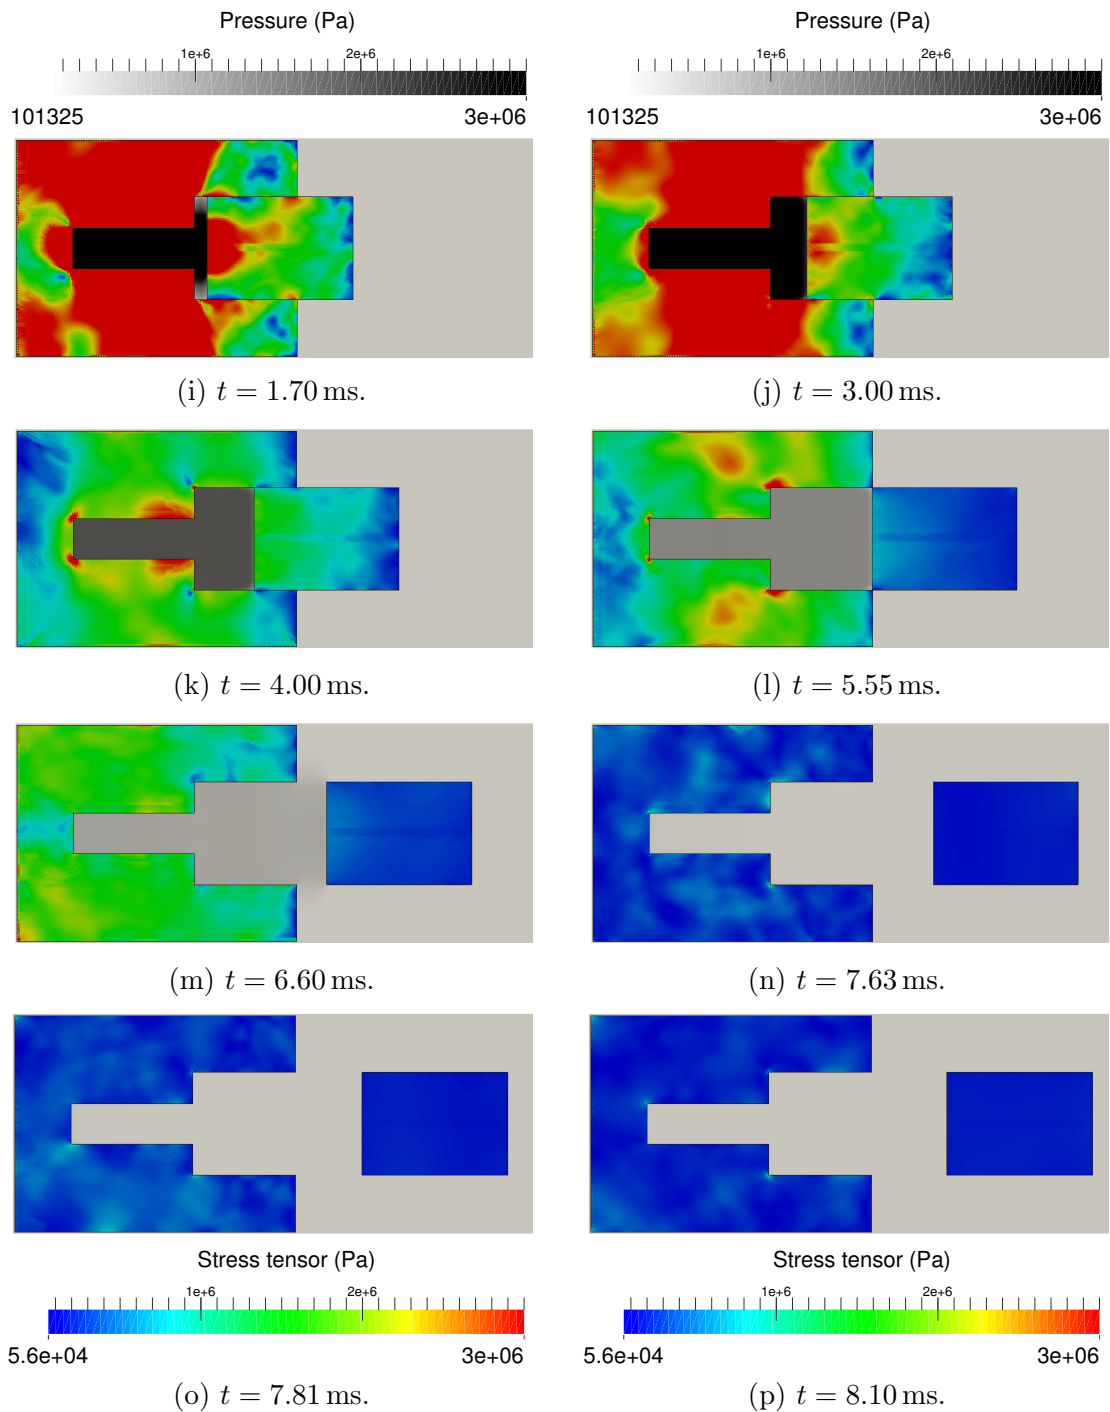 Pressure (Pa) Pressure (Pa)
1e+6 2e+6 1e+6 2e+6
101325 3e+06 101325 3e+06
(i) t = 1.70 ms. (j) t = 3.00 ms.
(k) t = 4.00 ms. (l) t = 5.55 ms.
(m) t = 6.60 ms. (n) t = 7.63 ms.
Stress tensor (Pa) Stress tensor (Pa)
1e+6 2e+6 1e+6 2e+6
5.6e+04 3e+06 5.6e+04 3e+06
(o) t = 7.81 ms. (p) t = 8.10 ms.